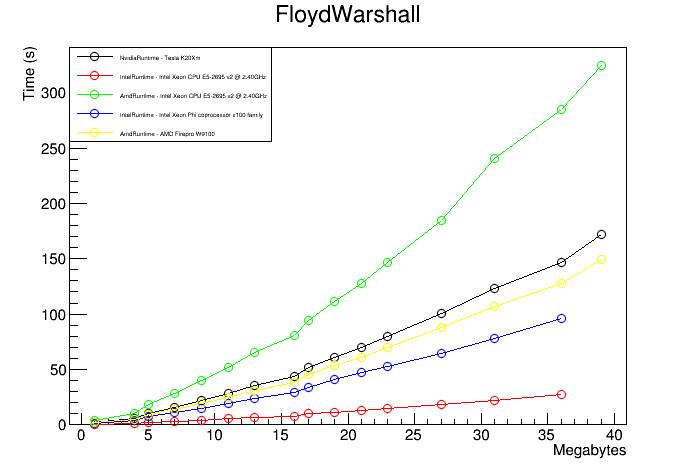 FloydWarshall
Time (s)
NvidiaRuntime - Tesla K20Xm
IntelRuntime - Intel Xeon CPU E5-2695 v2 @ 2.40GHz
AmdRuntime - Intel Xeon CPU E5-2695 v2 @ 2.40GHz
IntelRuntime - Intel Xeon Phi coprocessor x100 family
AmdRuntime - AMD Firepro W9100
300
250
200
150
100
50
0
0 5 10 15 20 25 30 35 40
Megabytes